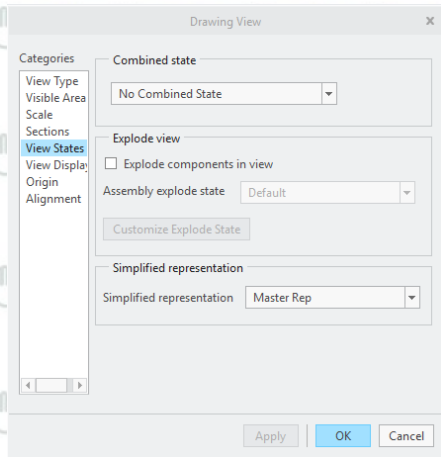 Drawing View
Categories
View Type
Visible Area
Scale
Sections
View States
View Display
Origin
Alignment
Combined state
No Combined State
Explode view
Explode components in view
Assembly explode state Default
Customize Explode State
Simplified representation
Simplified representation Master Rep
Apply OK Cancel